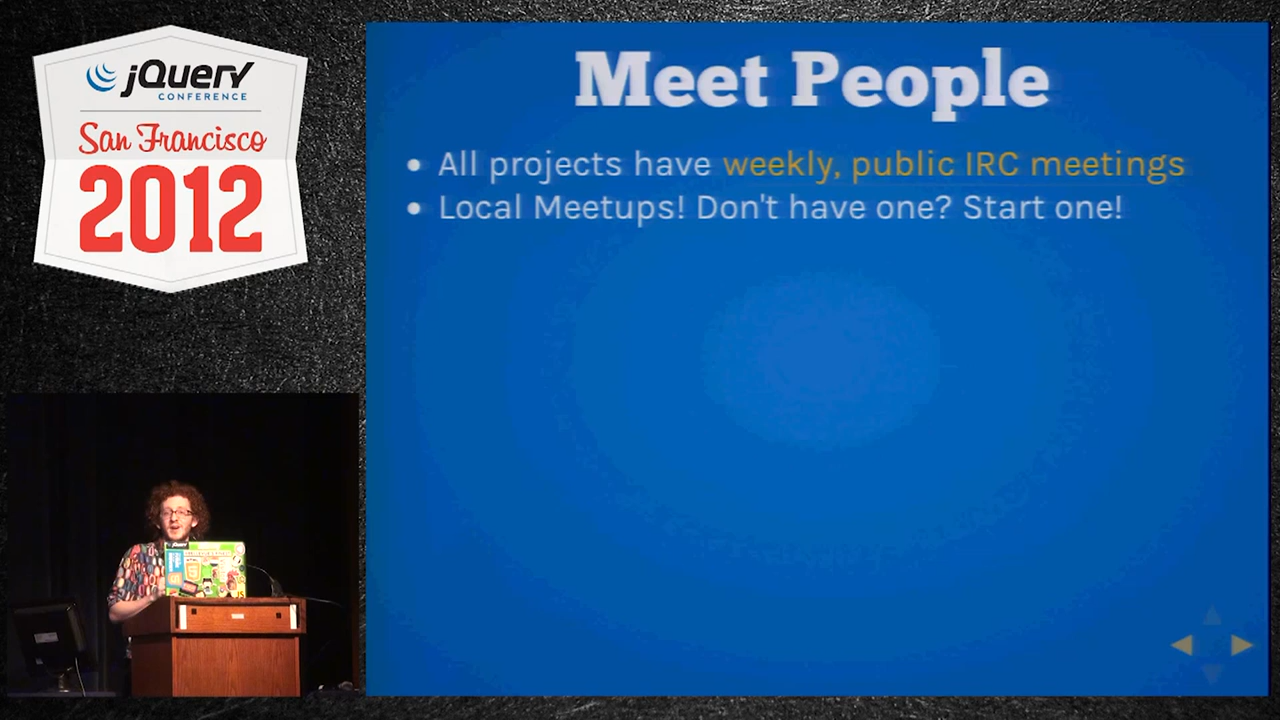 jQuery
CONFERENCE
San Francisco
2012
Meet People
All projects have weekly, public IRC meetings
Local Meetups! Don't have one? Start one!